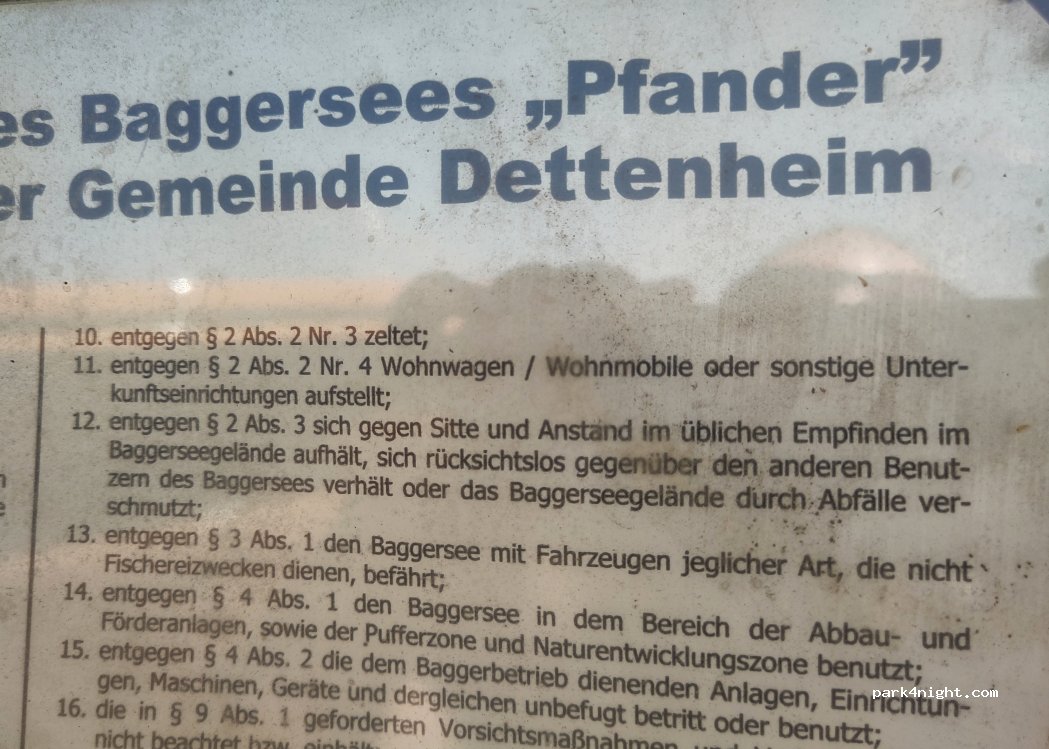 es Baggersees „Pfander”
er Gemeinde Dettenheim
10. entgegen § 2 Abs. 2 Nr. 3 zeltet;
11. entgegen § 2 Abs. 2 Nr. 4 Wohnwagen / Wohnmobile oder sonstige Unter-
kunftseinrichtungen aufstellt;
12. entgegen § 2 Abs. 3 sich gegen Sitte und Anstand im üblichen Empfinden im
Baggerseegelände aufhält, sich rücksichtslos gegenüber den anderen Benut-
zern des Baggersees verhält oder das Baggerseegelände durch Abfälle ver-
schmutzt;
13. entgegen § 3 Abs. 1 den Baggersee mit Fahrzeugen jeglicher Art, die nicht
Fischereizwecken dienen, befährt;
14. entgegen § 4 Abs. 1 den Baggersee in dem Bereich der Abbau- und
Förderanlagen, sowie der Pufferzone und Naturentwicklungszone benutzt;
15. entgegen § 4 Abs. 2 die dem Baggerbetrieb dienenden Anlagen, Einrichtun-
gen, Maschinen, Geräte und dergleichen unbefugt betritt oder benutzt;
park4night.com
16. die in § 9 Abs. 1 geforderten Vorsichtsmaßnahmen und
nicht beachtet bzw. einhält;